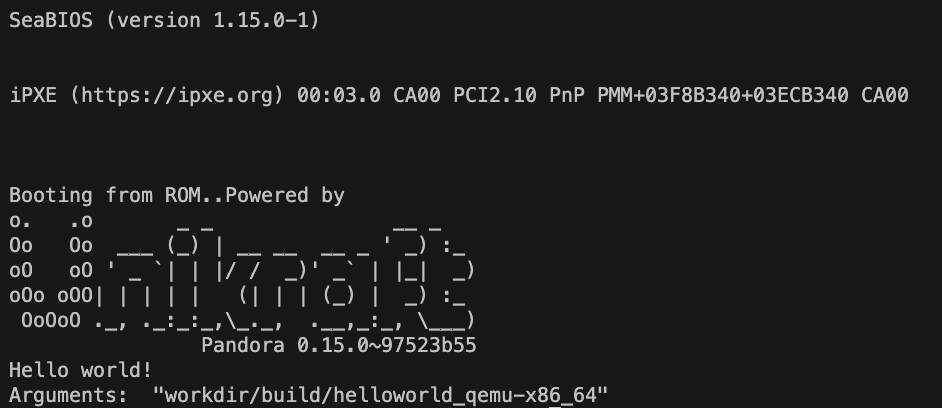 SeaBIOS (version 1.15.0-1)
iPXE (https://ipxe.org) 00:03.0 CA00 PCI2.10 PnP PMM+03F8B340+03ECB340 CA00
Booting from ROM..Powered by
o.   .o       _ _               __ _
Oo   Oo  ___ (_) | __ __  __ _ ' _) :_
oO   oO ' _ `| | |/ /  _)' _` | |_|  _)
oOo oOO| | | | |   (| | | (_) |  _) :_
 OoOoO ._, ._:_:_,\_._,  .__,_:_, \___)
                Pandora 0.15.0~97523b55
Hello world!
Arguments:  "workdir/build/helloworld_qemu-x86_64"